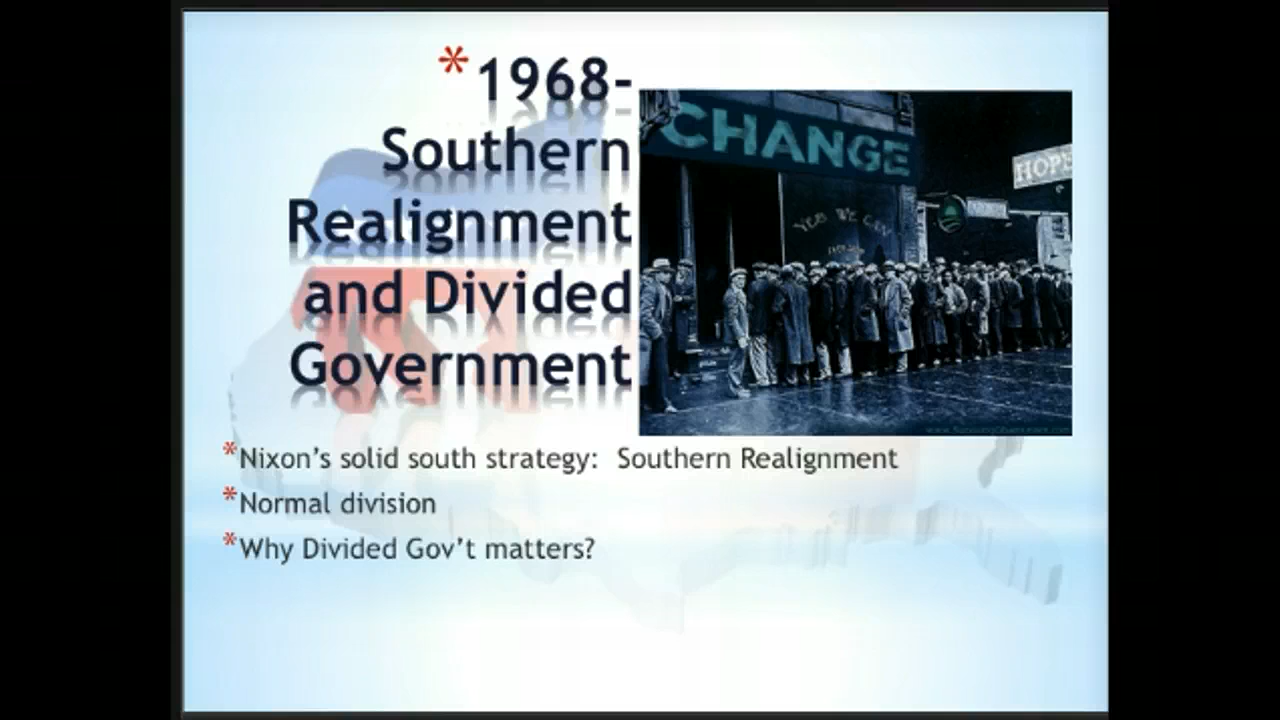 *1968-
Southern
Realignment
and Divided
Government
CHANGE
HOPE
YES WE CAN
*Nixon's solid south strategy:  Southern Realignment
*Normal division
*Why Divided Gov't matters?